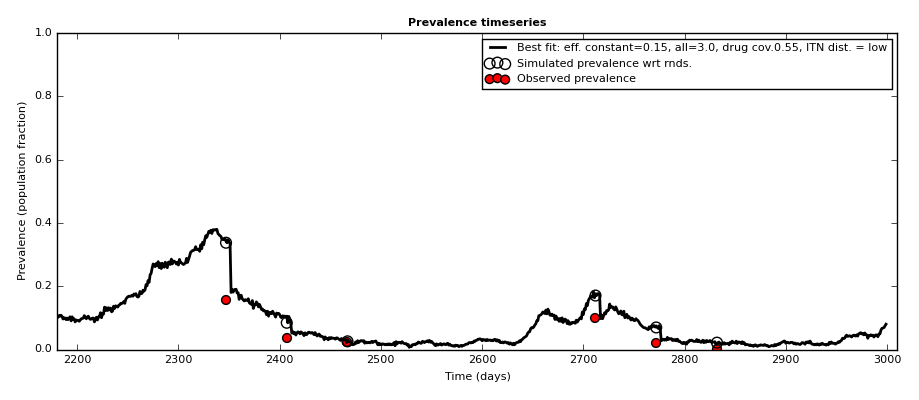 Prevalence timeseries
Best fit: eff. constant=0.15, all=3.0, drug cov.0.55, ITN dist. = low
Simulated prevalence wrt rnds.
Observed prevalence
Prevalence (population fraction)
1.0
0.8
0.6
0.4
0.2
0.0
2200 2300 2400 2500 2600 2700 2800 2900 3000
Time (days)